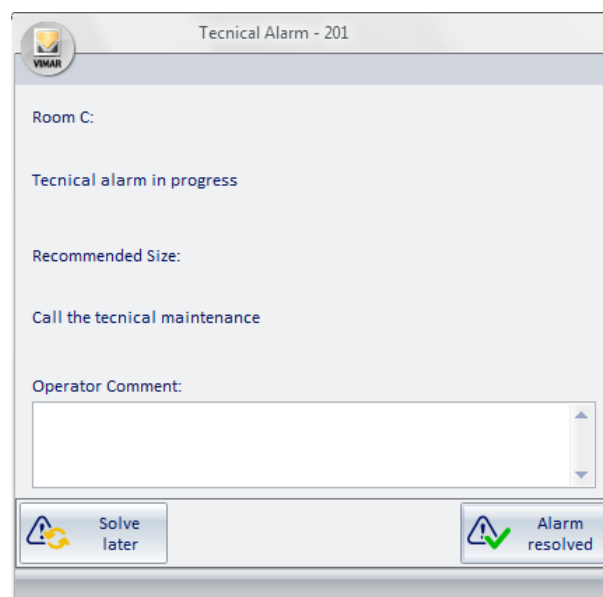 Tecnical Alarm - 201
VIMAR
Room C:
Tecnical alarm in progress
Recommended Size:
Call the tecnical maintenance
Operator Comment:
Solve
later
Alarm
resolved